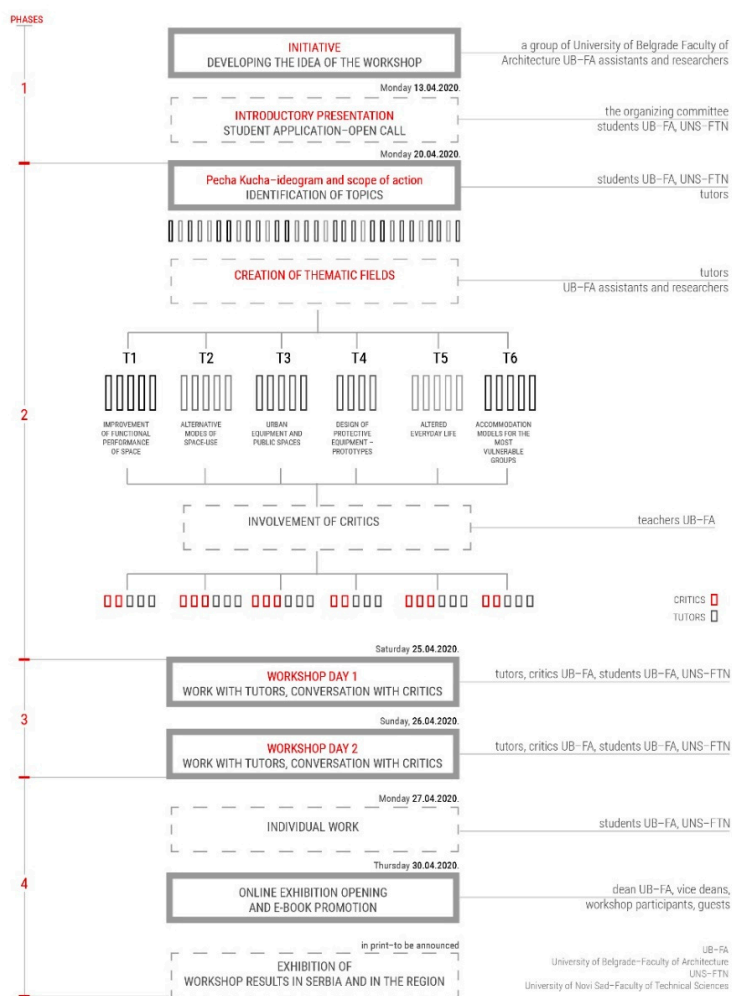 PHASES
INITIATIVE
DEVELOPING THE IDEA OF THE WORKSHOP
a group of University of Belgrade Faculty of
Architecture UB–FA assistants and researchers
1
Monday 13.04.2020.
INTRODUCTORY PRESENTATION
STUDENT APPLICATION–OPEN CALL
the organizing committee
students UB–FA, UNS–FTN
Monday 20.04.2020.
Pecha Kucha–ideogram and scope of action
IDENTIFICATION OF TOPICS
students UB–FA, UNS–FTN
tutors
CREATION OF THEMATIC FIELDS
tutors
UB–FA assistants and researchers
T1
T2
T3
T4
T5
T6
2
IMPROVEMENT
OF FUNCTIONAL
PERFORMANCE
OF SPACE
ALTERNATIVE
MODES OF
SPACE-USE
URBAN
EQUIPMENT AND
PUBLIC SPACES
DESIGN OF
PROTECTIVE
EQUIPMENT –
PROTOTYPES
ALTERED
EVERYDAY LIFE
ACCOMMODATION
MODELS FOR THE
MOST
VULNERABLE
GROUPS
INVOLVEMENT OF CRITICS
teachers UB–FA
CRITICS
TUTORS
Saturday 25.04.2020.
WORKSHOP DAY 1
WORK WITH TUTORS, CONVERSATION WITH CRITICS
tutors, critics UB–FA, students UB–FA, UNS–FTN
3
Sunday, 26.04.2020.
WORKSHOP DAY 2
WORK WITH TUTORS, CONVERSATION WITH CRITICS
tutors, critics UB–FA, students UB–FA, UNS–FTN
Monday 27.04.2020.
INDIVIDUAL WORK
students UB–FA, UNS–FTN
4
Thursday 30.04.2020.
ONLINE EXHIBITION OPENING
AND E-BOOK PROMOTION
dean UB–FA, vice deans,
workshop participants, guests
in print–to be announced
EXHIBITION OF
WORKSHOP RESULTS IN SERBIA AND IN THE REGION
UB–FA
University of Belgrade–Faculty of Architecture
UNS–FTN
University of Novi Sad–Faculty of Technical Sciences